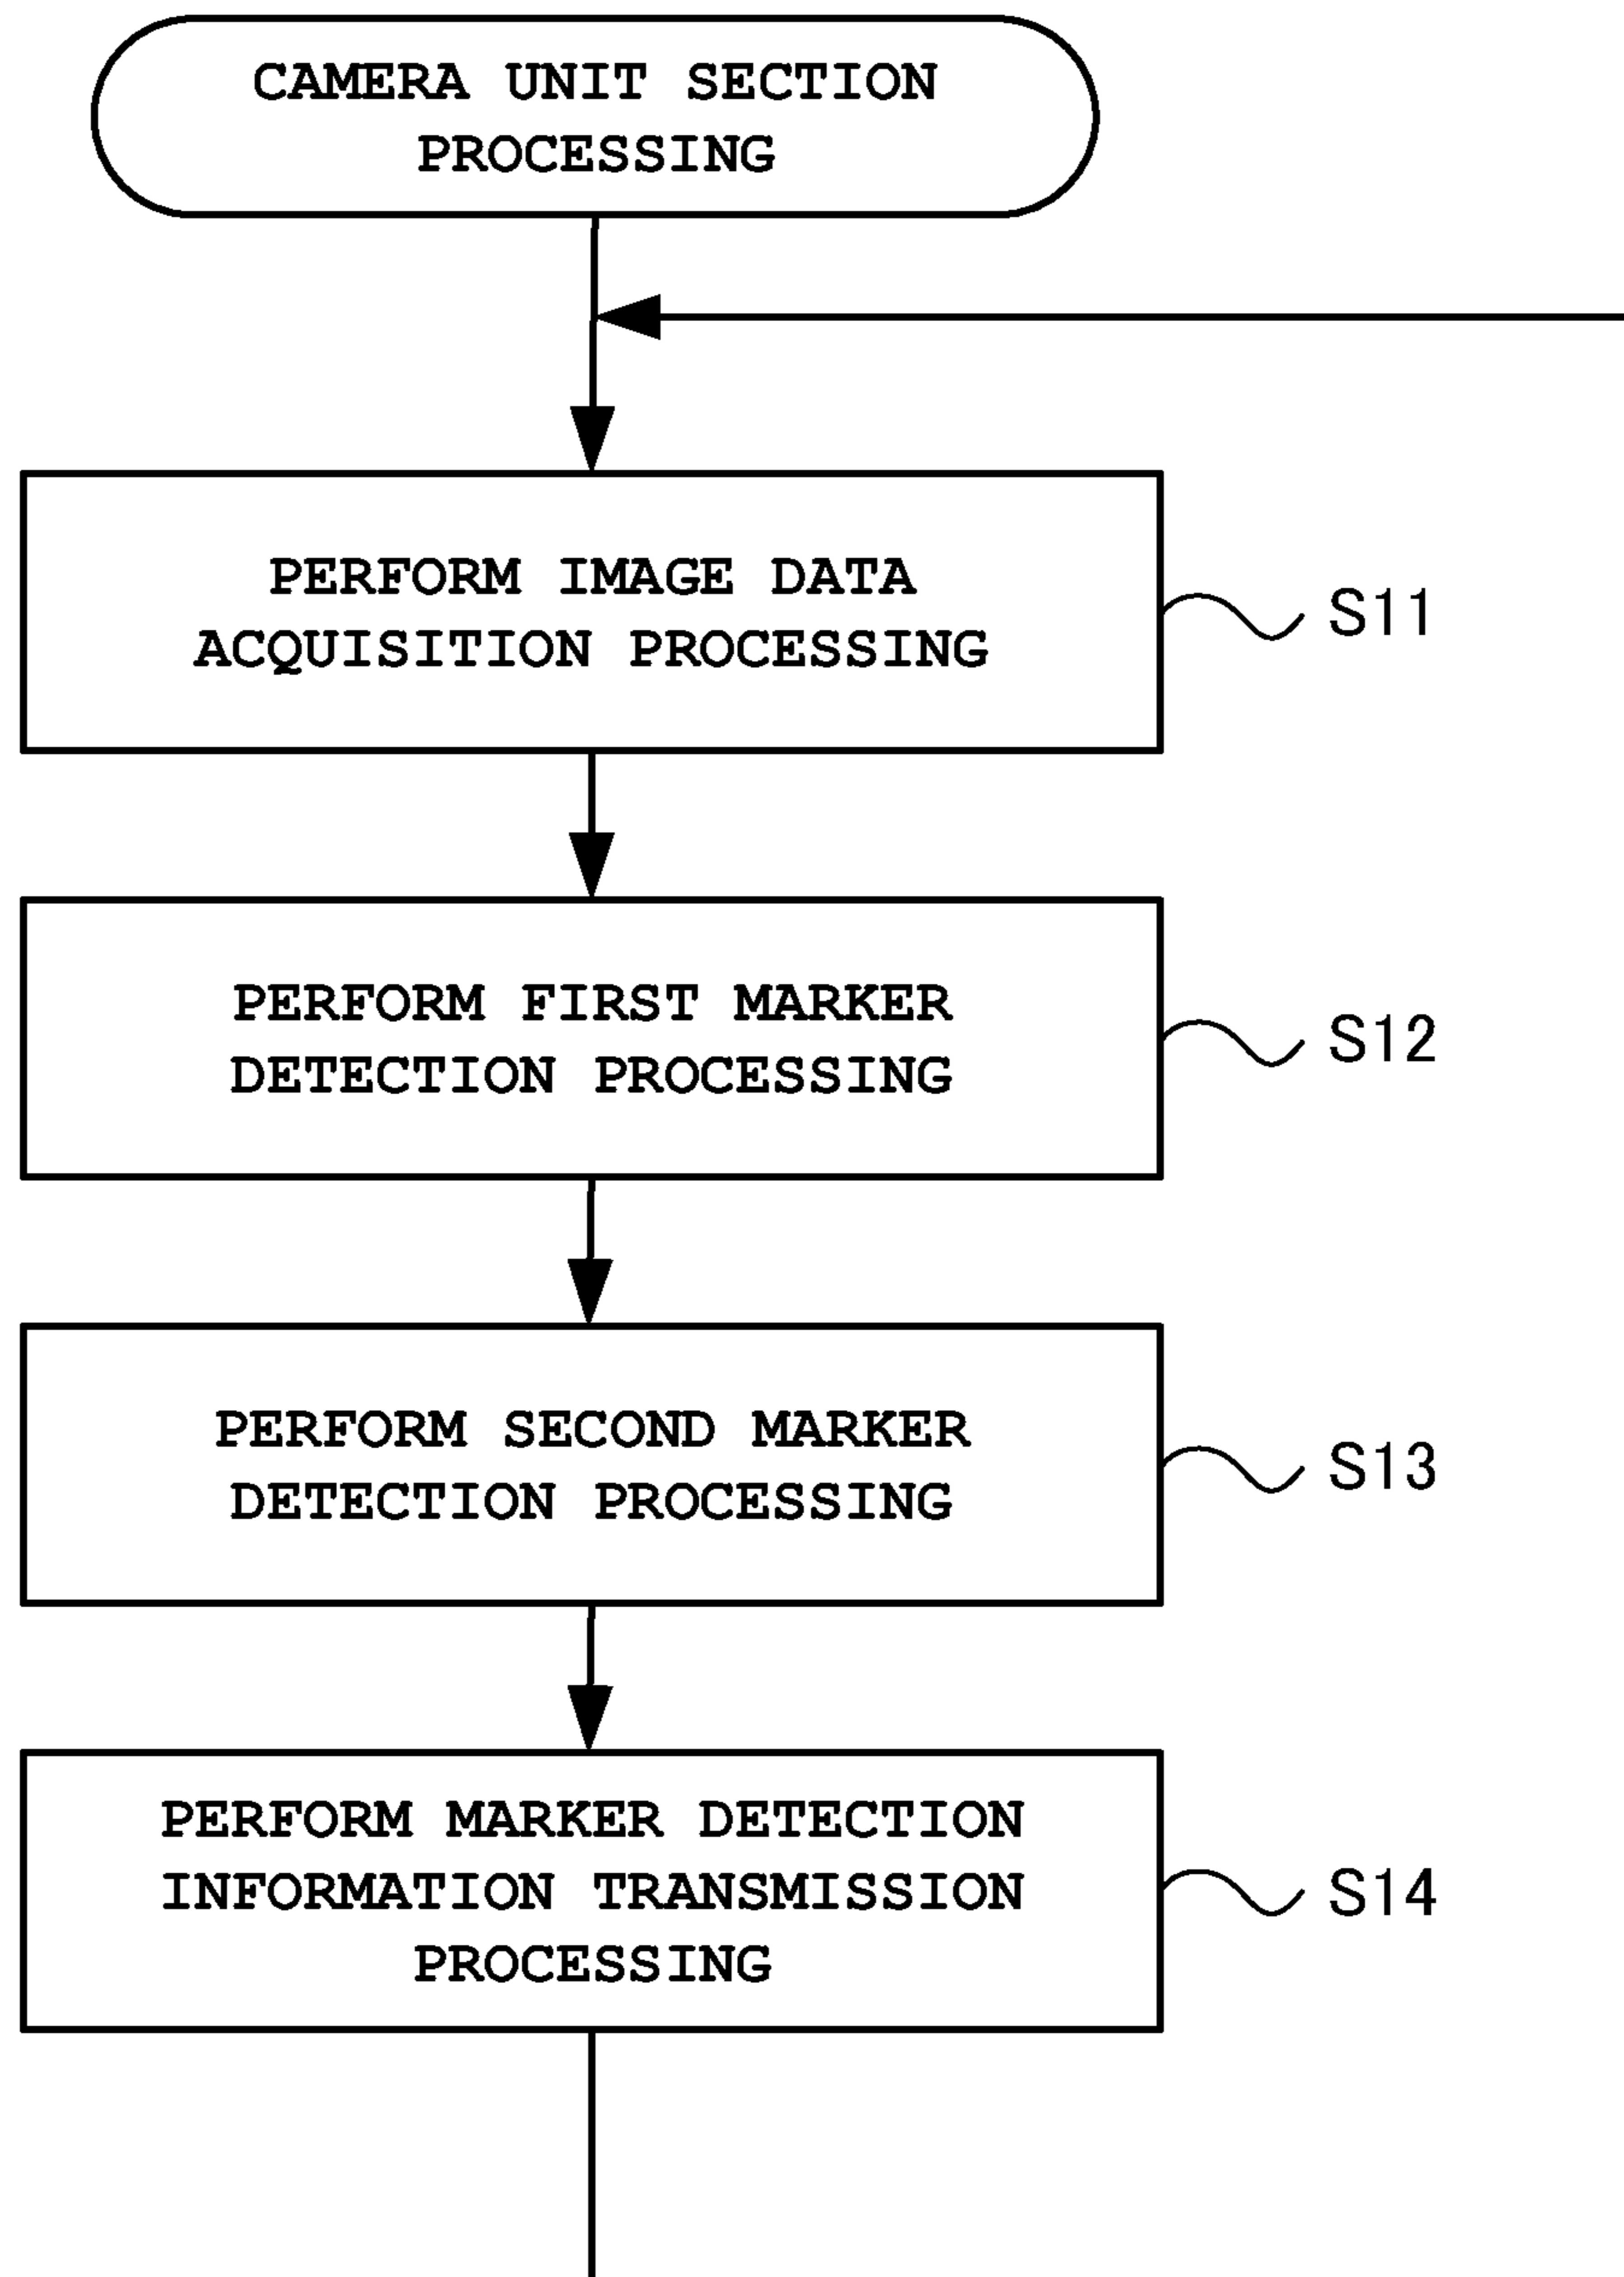 CAMERA UNIT SECTION
PROCESSING
PERFORM IMAGE DATA
ACQUISITION PROCESSING
S11
PERFORM FIRST MARKER
DETECTION PROCESSING
S12
PERFORM SECOND MARKER
DETECTION PROCESSING
S13
PERFORM MARKER DETECTION
INFORMATION TRANSMISSION
PROCESSING
S14